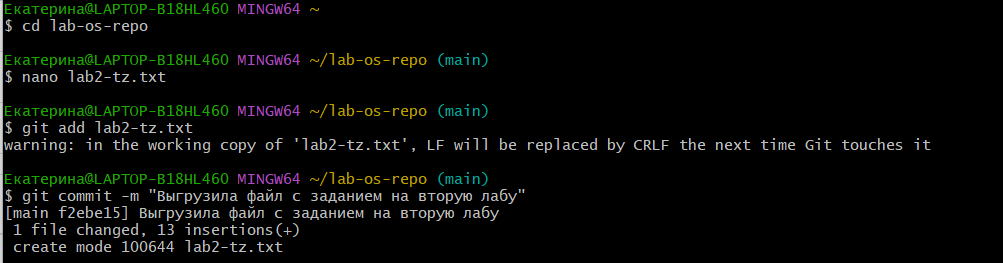 Екатерина@LAPTOP-B18HL460 MINGW64 ~
$ cd lab-os-repo
Екатерина@LAPTOP-B18HL460 MINGW64 ~/lab-os-repo (main)
$ nano lab2-tz.txt
Екатерина@LAPTOP-B18HL460 MINGW64 ~/lab-os-repo (main)
$ git add lab2-tz.txt
warning: in the working copy of 'lab2-tz.txt', LF will be replaced by CRLF the next time Git touches it
Екатерина@LAPTOP-B18HL460 MINGW64 ~/lab-os-repo (main)
$ git commit -m "Выгрузила файл с заданием на вторую лабу"
[main f2ebe15] Выгрузила файл с заданием на вторую лабу
 1 file changed, 13 insertions(+)
 create mode 100644 lab2-tz.txt